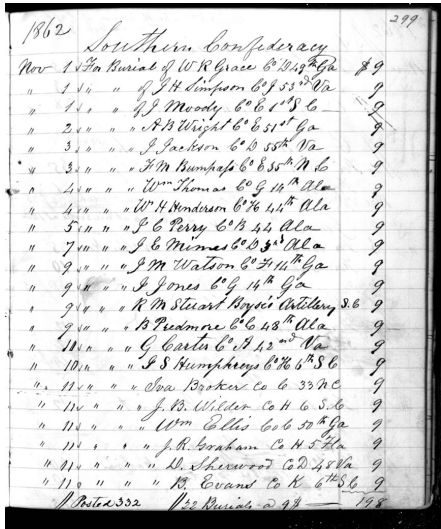 299
1862
Southern Confederacy
Nov 1 " For Burial of W R Grace Co D 49th Ga $9
" 1 " " " of J H Simpson Co J 53rd Va 9
" 1 " " " of J Moody Co E 1st S C 9
" 2 " " " A B Wright Co E 51st Ga 9
" 3 " " " J Jackson Co D 55th Va 9
" 3 " " " F M Bumpass Co E 35th N C 9
" 4 " " " Wm Thomas Co G 14th Ala 9
" 4 " " " W H Henderson Co H 44th Ala 9
" 5 " " " J C Perry Co B 44 Ala 9
" 7 " " " J E Mimes Co D 3rd Ala 9
" 9 " " " J M Watson Co F 14th Ga 9
" 9 " " " J Jones Co G 14th Ga 9
" 9 " " " R M Stuart Artillery S.C 9
" 9 " " " B Predmore Co C 48th Ala 9
" 10 " " " G Carter Co A 42nd Va 9
" 10 " " " J S Humphreys Co H 6th S C 9
" 11 " " " Iva Broker Co C 33 NC 9
" 11 " " " J. B. Wilder Co H 6 S.C 9
" 11 " " " Wm Ellis Co C 50th Ga 9
" 11 " " " J. R. Graham Co H 5 Fla 9
" 11 " " " D. Sherwood Co D 48 Va 9
" 11 " " " B. Evans Co K 6th S C 9
Posted 332 22 Burials a 9$ 198